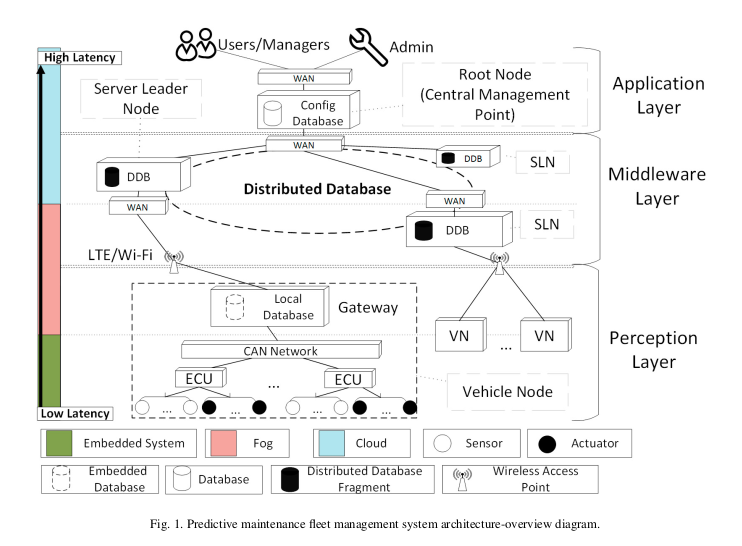 Users/Managers
Admin
High Latency
WAN
Server Leader
Node
Root Node
(Central Management
Point)
Application
Layer
Config
Database
WAN
DDB
DDB
SLN
Middleware
Layer
Distributed Database
WAN
WAN
DDB
SLN
LTE/Wi-Fi
Local
Database
Gateway
VN
...
VN
Perception
Layer
CAN Network
ECU
...
ECU
Vehicle Node
... ... ... ...
Low Latency
Embedded System
Fog
Cloud
Sensor
Actuator
Embedded
Database
Database
Distributed Database
Fragment
Wireless Access
Point
Fig. 1. Predictive maintenance fleet management system architecture-overview diagram.